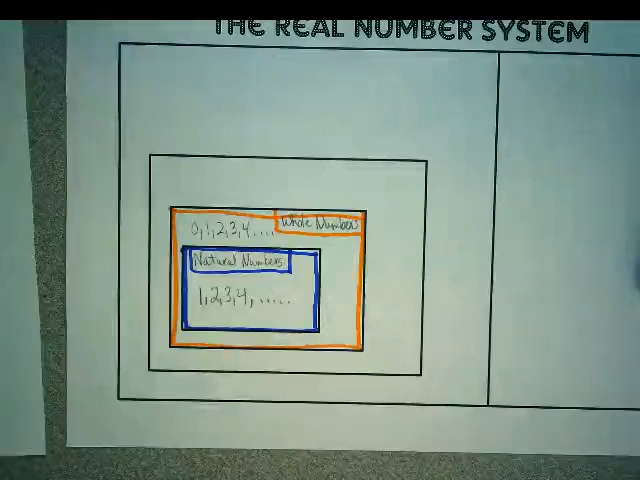 THE REAL NUMBER SYSTEM
0,1,2,3,4....
Whole Numbers
Natural Numbers
1,2,3,4,.....